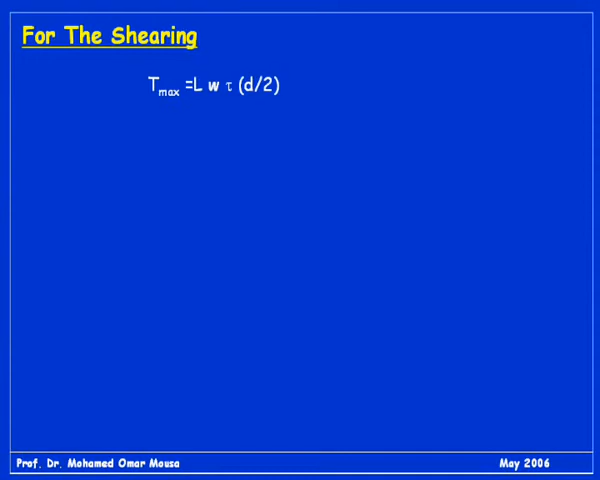 For The Shearing
Tmax =L w τ (d/2)
Prof. Dr. Mohamed Omar Mousa
May 2006